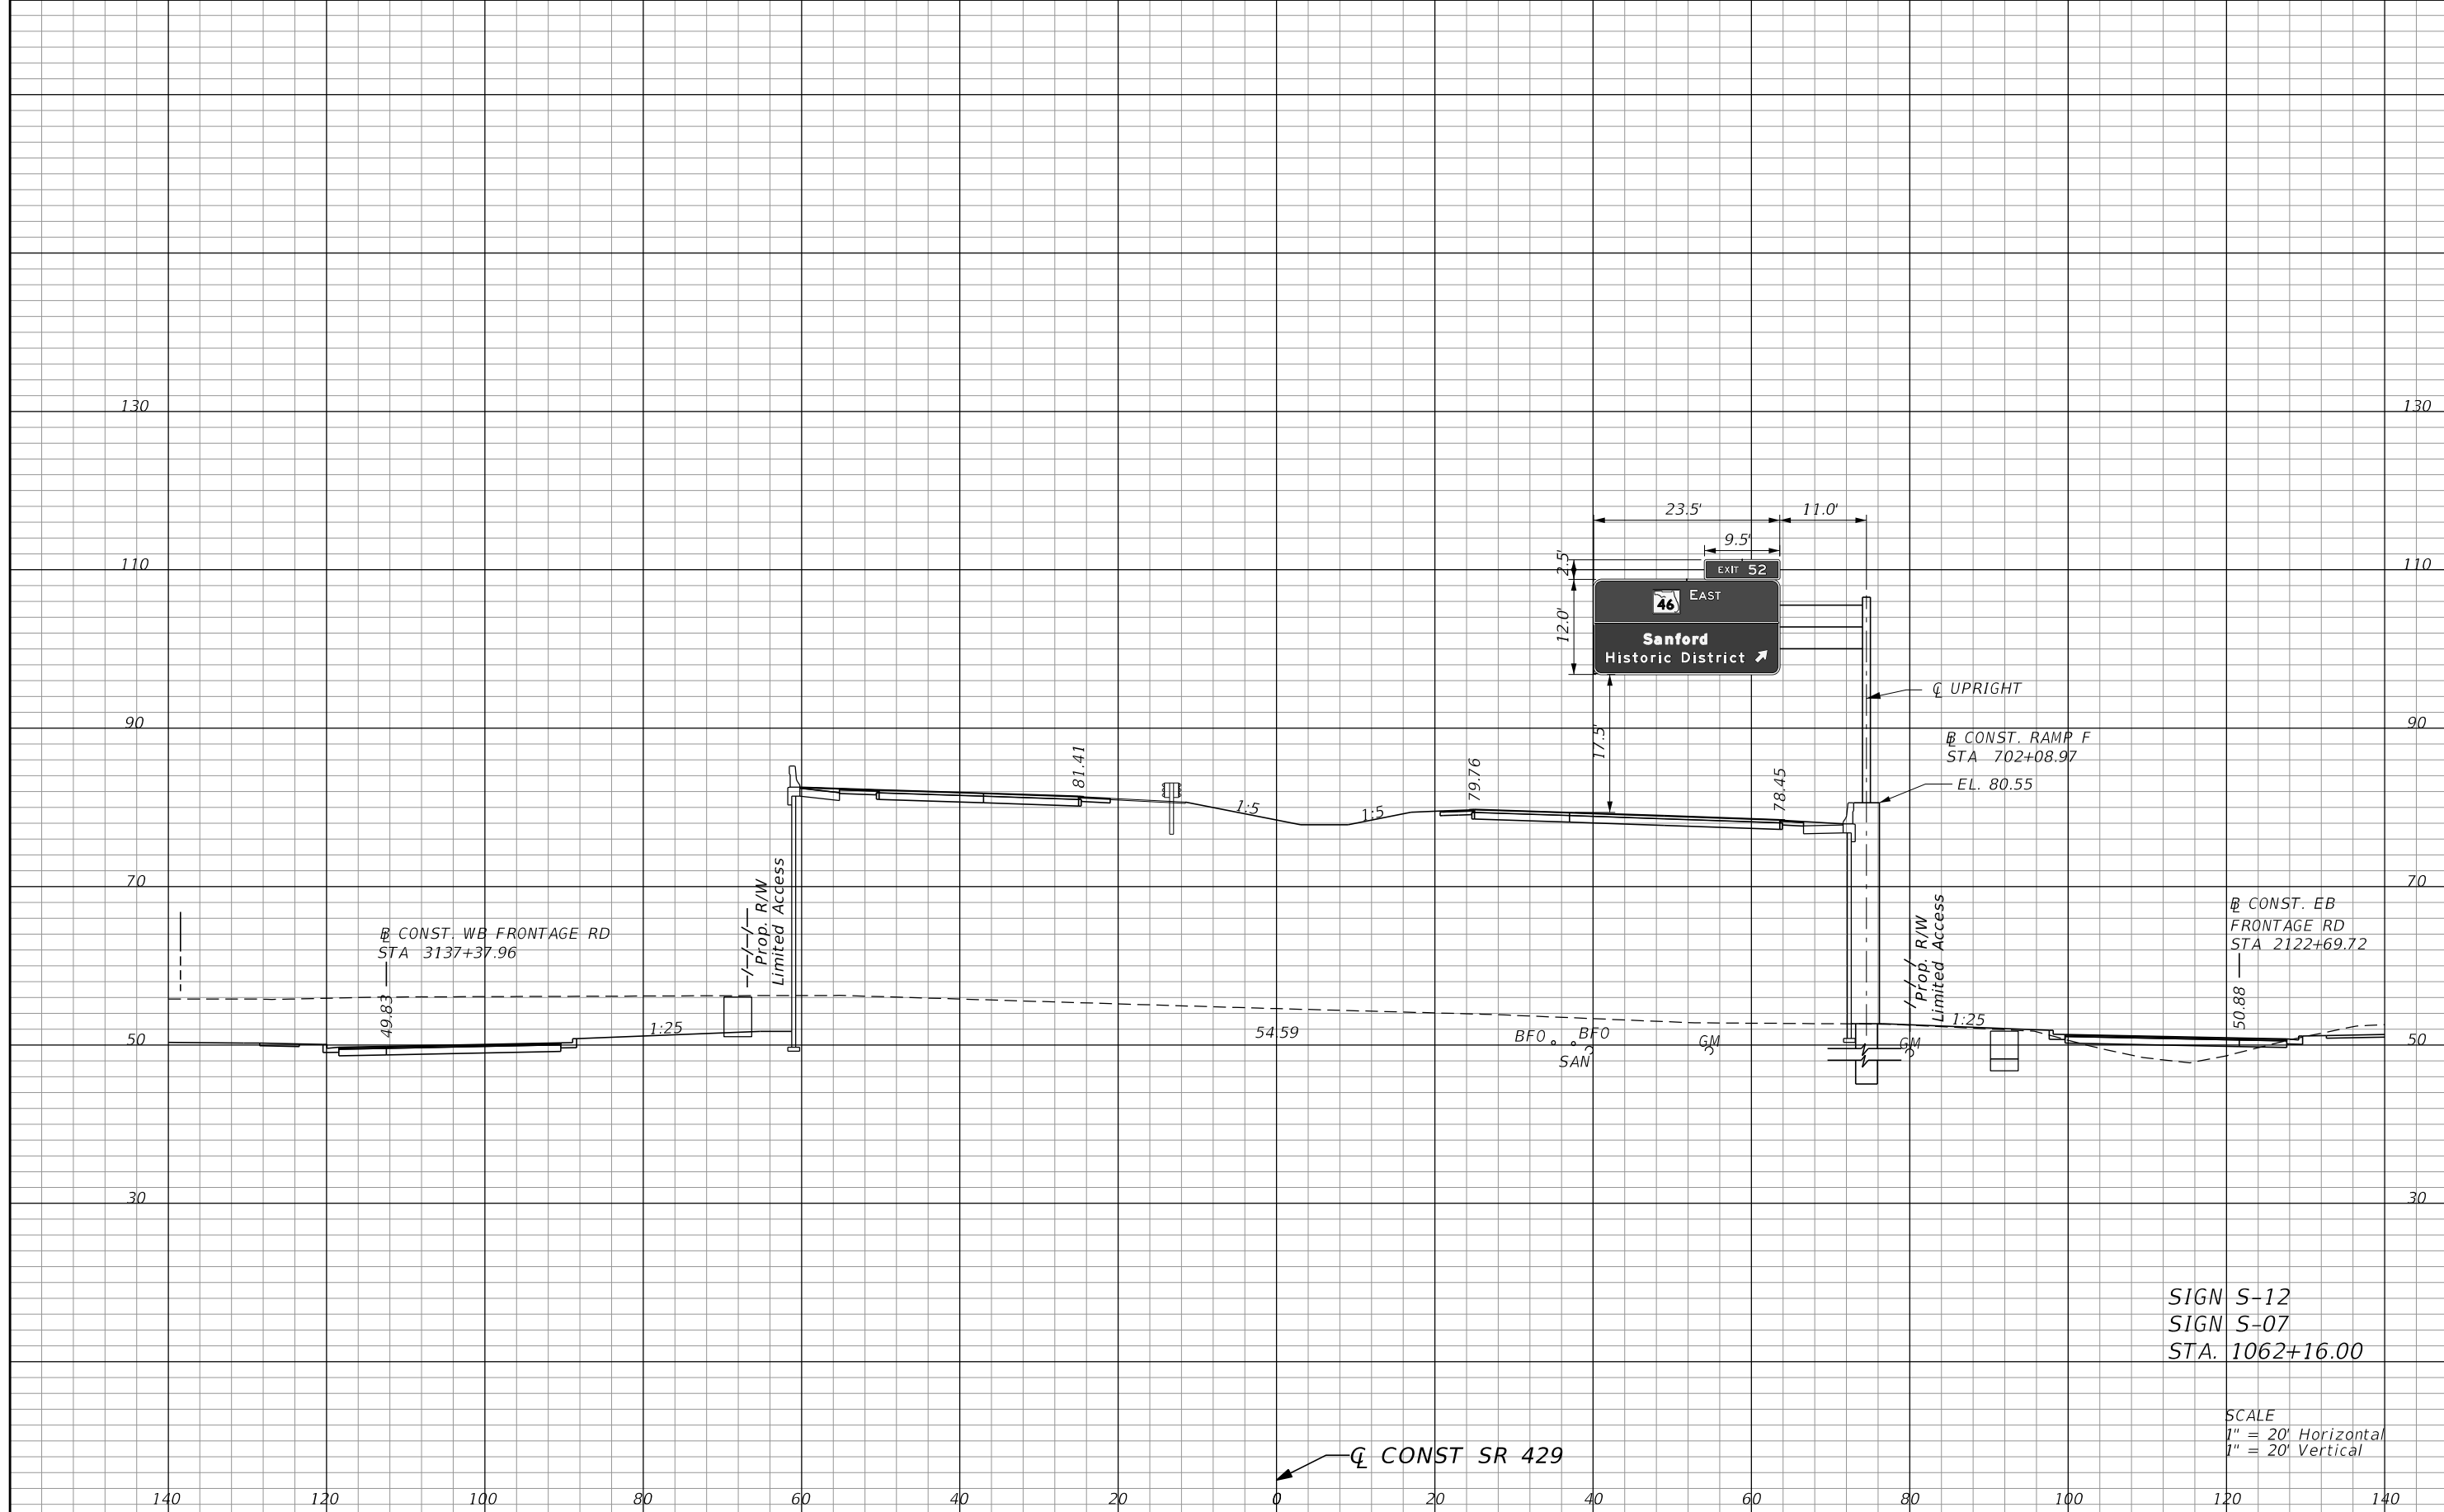 130
130
23.5'
11.0'
9.5'
2.5'
110
110
EXIT 52
46 EAST
12.0'
Sanford
Historic District
℄ UPRIGHT
90
90
17.5'
℄ CONST. RAMP F
STA 702+08.97
EL. 80.55
81.41
79.76
78.45
1:5
1:5
70
70
Prop. R/W
Limited Access
Prop. R/W
Limited Access
℄ CONST. WB FRONTAGE RD
STA 3137+37.96
℄ CONST. EB
FRONTAGE RD
STA 2122+69.72
49.83
50.88
1:25
1:25
50
54.59
BFO
BFO
SAN
GM
GM
50
30
30
SIGN S-12
SIGN S-07
STA. 1062+16.00
SCALE
1" = 20' Horizontal
1" = 20' Vertical
℄ CONST SR 429
140
120
100
80
60
40
20
0
20
40
60
80
100
120
140